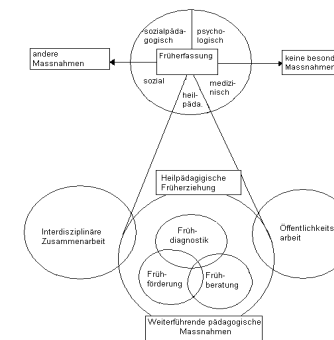 sozialpäda-
gogisch
psycho-
logisch
andere
Massnahmen
Früherfassung
keine besond
Massnahmen
sozial
medizi-
nisch
heil-
päda.
Heilpädagigische
Früherziehung
Interdisziplinäre
Zusammenarbeit
Öffentlichkeits
arbeit
Früh-
diagnostik
Früh-
förderung
Früh-
beratung
Weiterführende pädagogische
Massnahmen